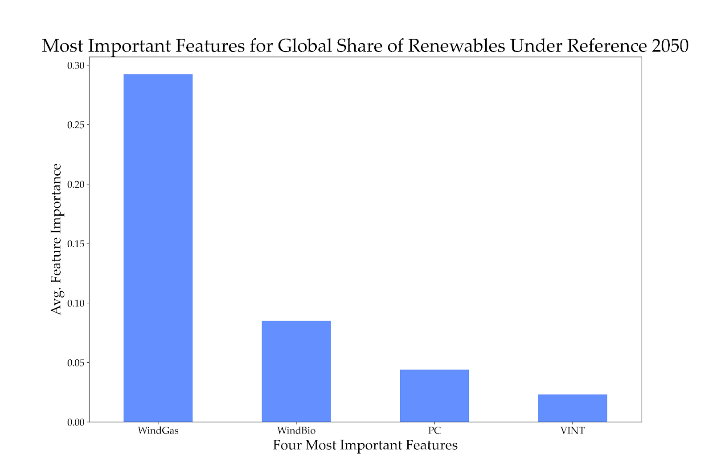 Most Important Features for Global Share of Renewables Under Reference 2050
0.30
0.25
0.20
0.15
0.10
0.05
0.00
Avg. Feature Importance
WindGas WindBio PC VINT
Four Most Important Features